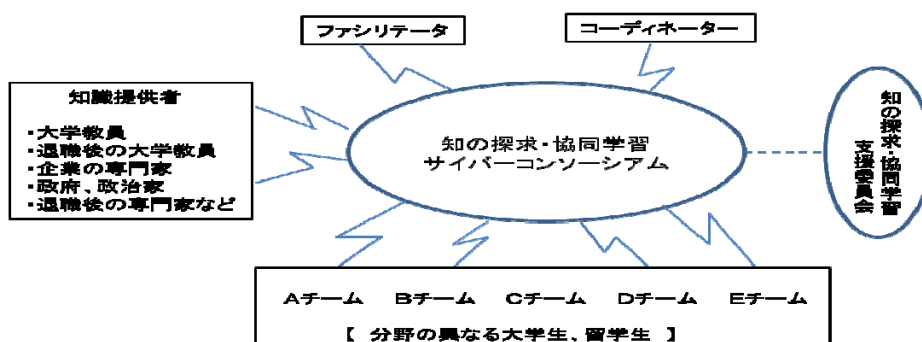 ファシリテータ
コーディネーター
知識提供者
・大学教員
・退職後の大学教員
・企業の専門家
・政府、政治家
・退職後の専門家など
知の探求・協同学習
サイバーコンソーシアム
知の探求・協同学習
支援委員会
Aチーム Bチーム Cチーム Dチーム Eチーム
【 分野の異なる大学生、留学生 】